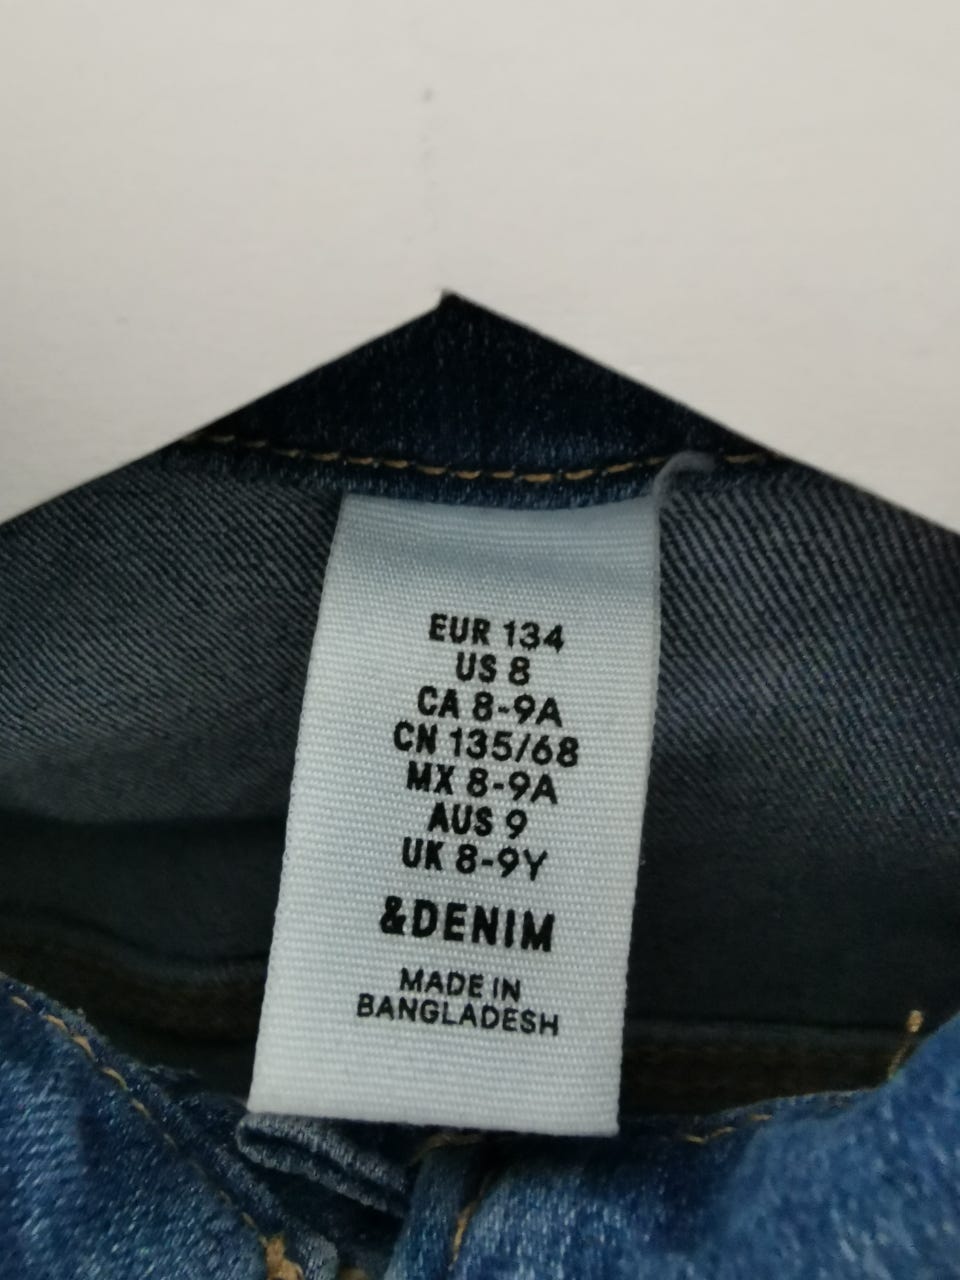 EUR 134
US 8
CA 8-9A
CN 135/68
MX 8-9A
AUS 9
UK 8-9Y
&DENIM
MADE IN
BANGLADESH